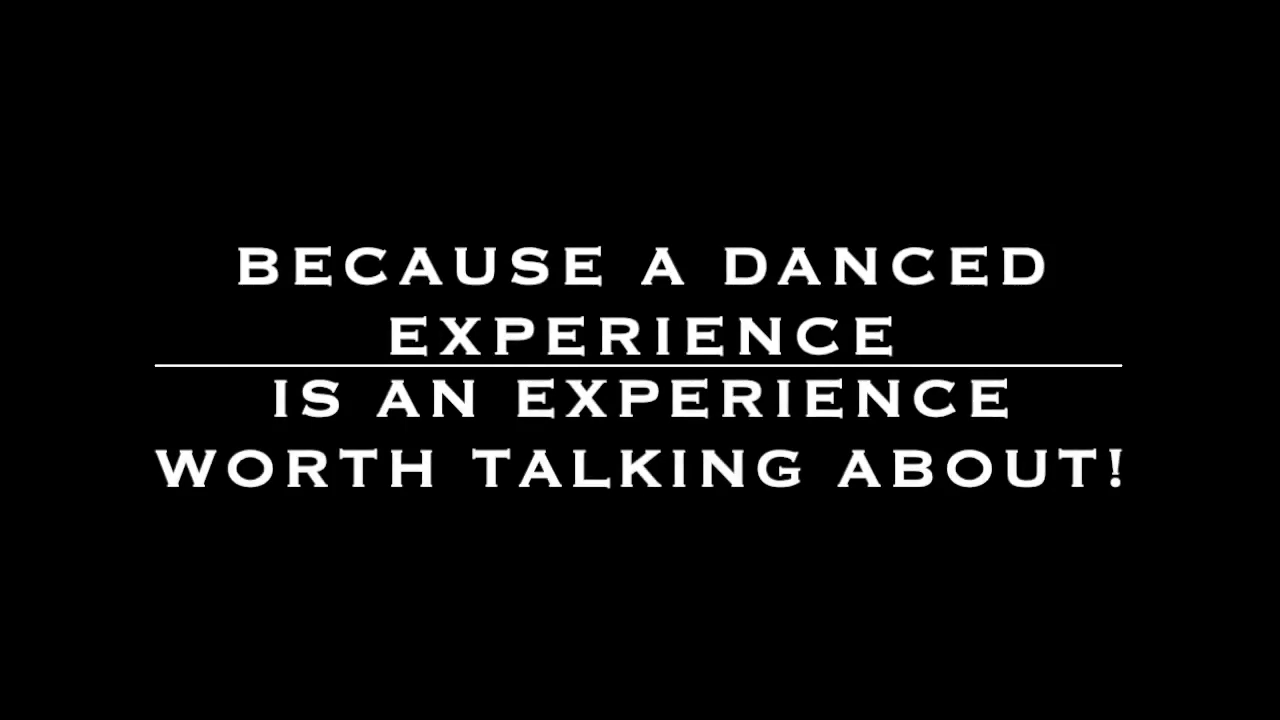 BECAUSE A DANCED
EXPERIENCE
IS AN EXPERIENCE
WORTH TALKING ABOUT!